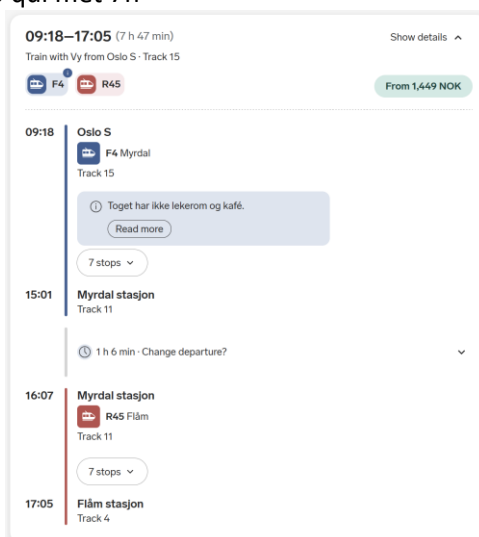 qui met 7h
09:18–17:05 (7 h 47 min)
Show details
Train with Vy from Oslo S · Track 15
F4 R45
From 1,449 NOK
09:18 Oslo S
F4 Myrdal
Track 15
Toget har ikke lekerom og kafé.
Read more
7 stops
15:01 Myrdal stasjon
Track 11
1 h 6 min · Change departure?
16:07 Myrdal stasjon
R45 Flåm
Track 11
7 stops
17:05 Flåm stasjon
Track 4